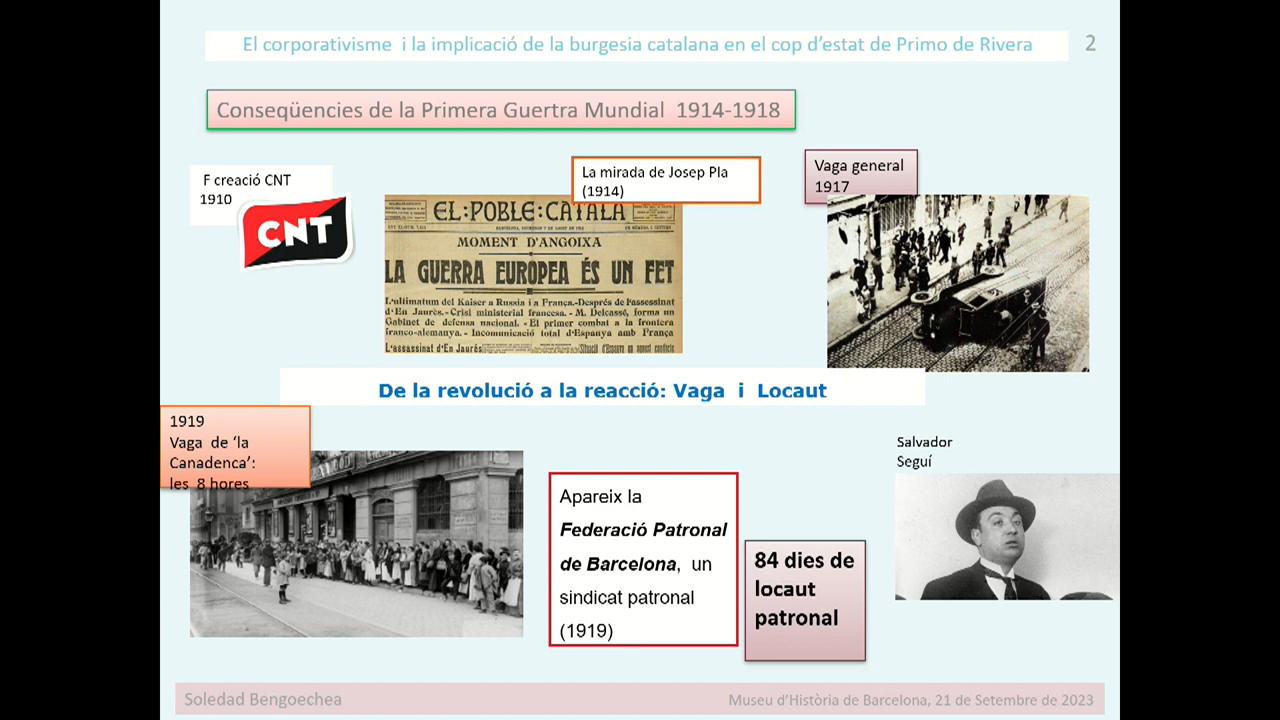 El corporativisme i la implicació de la burgesia catalana en el cop d'estat de Primo de Rivera
2
Conseqüencies de la Primera Guertra Mundial 1914-1918
F creació CNT
1910
CNT
La mirada de Josep Pla
(1914)
EL·POBLE·CATALÀ
MOMENT D'ANGOIXA
LA GUERRA EUROPEA ÉS UN FET
L'ultimatum del Kaiser a Russia i a França.-Després de l'assessinat
d'En Jaurès.- Crisi ministerial francesa. - M. Delcassé, forma un
Gabinet de defensa nacional. - El primer combat a la frontera
franco-alemanya. - Incomunicació total d'Espanya amb França
L'assassinat d'En Jaurés
Vaga general
1917
De la revolució a la reacció: Vaga i Locaut
1919
Vaga de 'la
Canadenca':
les 8 hores
Apareix la
Federació Patronal
de Barcelona, un
sindicat patronal
(1919)
84 dies de
locaut
patronal
Salvador
Seguí
Soledad Bengoechea
Museu d'Història de Barcelona, 21 de Setembre de 2023